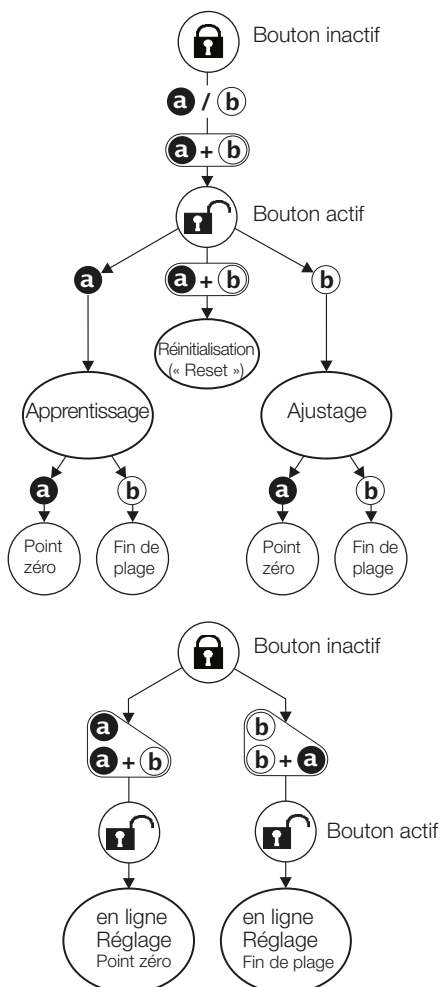 Bouton inactif
a / b
a + b
Bouton actif
a
a + b
b
Réinitialisation
(« Reset »)
Apprentissage
Ajustage
a
b
a
b
Point
zéro
Fin de
plage
Point
zéro
Fin de
plage
Bouton inactif
a
a + b
b
b + a
Bouton actif
en ligne
Réglage
Point zéro
en ligne
Réglage
Fin de plage